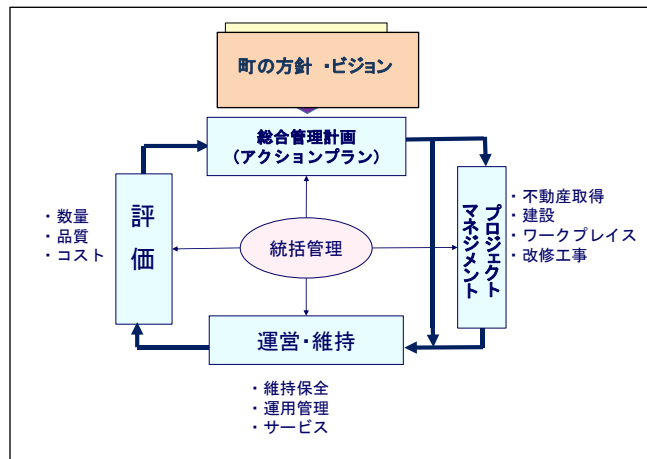 町の方針 ・ビジョン
総合管理計画
（アクションプラン）
評価
・数量
・品質
・コスト
統括管理
プロジェクト
マネジメント
・不動産取得
・建設
・ワークプレイス
・改修工事
運営・維持
・維持保全
・運用管理
・サービス